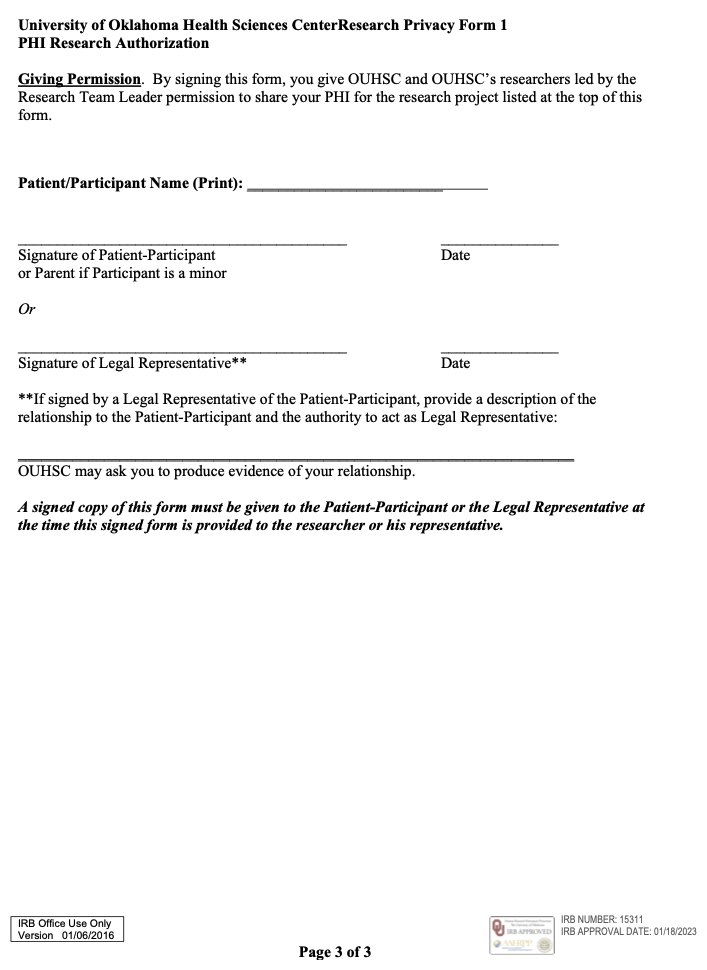 University of Oklahoma Health Sciences CenterResearch Privacy Form 1
PHI Research Authorization
Giving Permission. By signing this form, you give OUHSC and OUHSC’s researchers led by the
Research Team Leader permission to share your PHI for the research project listed at the top of this
form.
Patient/Participant Name (Print): _______________________________
Signature of Patient-Participant
Date
or Parent if Participant is a minor
Or
Signature of Legal Representative**
Date
**If signed by a Legal Representative of the Patient-Participant, provide a description of the
relationship to the Patient-Participant and the authority to act as Legal Representative:
OUHSC may ask you to produce evidence of your relationship.
A signed copy of this form must be given to the Patient-Participant or the Legal Representative at
the time this signed form is provided to the researcher or his representative.
IRB Office Use Only
Version 01/06/2016
IRB APPROVED
IRB NUMBER: 15311
IRB APPROVAL DATE: 01/18/2023
Page 3 of 3